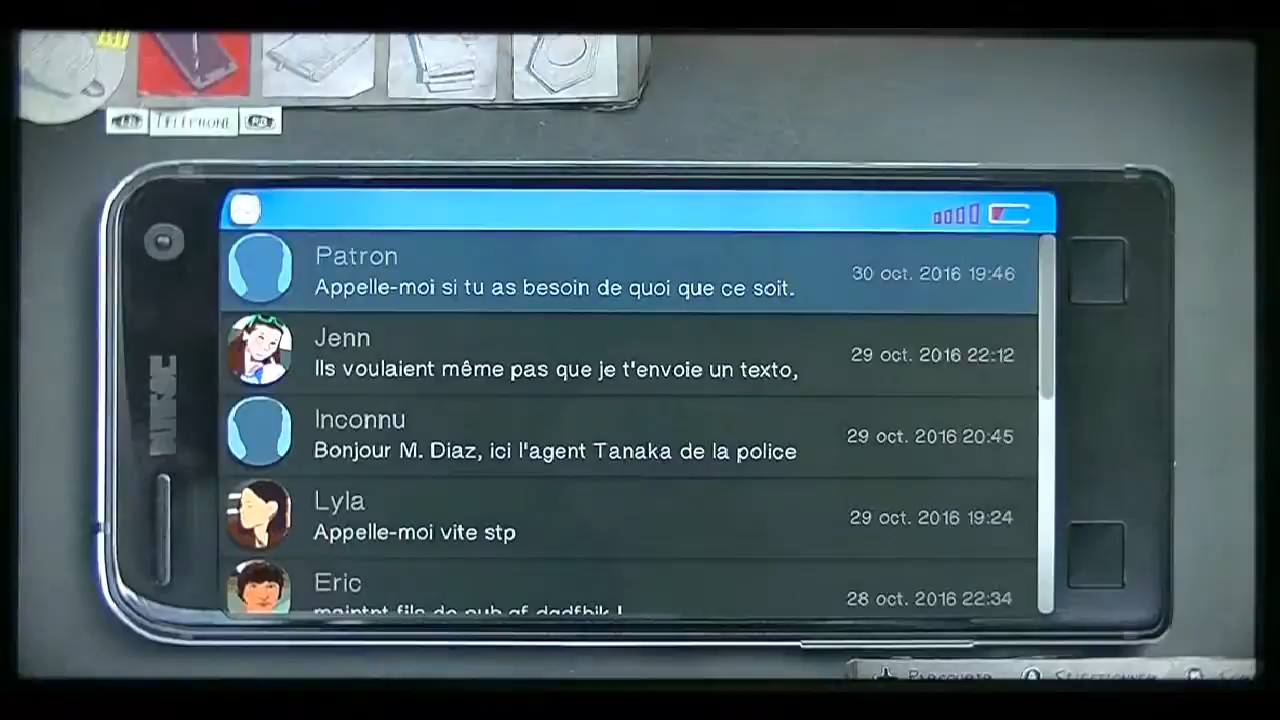 TÉLÉPHONE
Patron
Appelle-moi si tu as besoin de quoi que ce soit.
30 oct. 2016 19:46
Jenn
Ils voulaient même pas que je t'envoie un texto,
29 oct. 2016 22:12
Inconnu
Bonjour M. Diaz, ici l'agent Tanaka de la police
29 oct. 2016 20:45
Lyla
Appelle-moi vite stp
29 oct. 2016 19:24
Eric
28 oct. 2016 22:34
Parcourir
Sélectionner